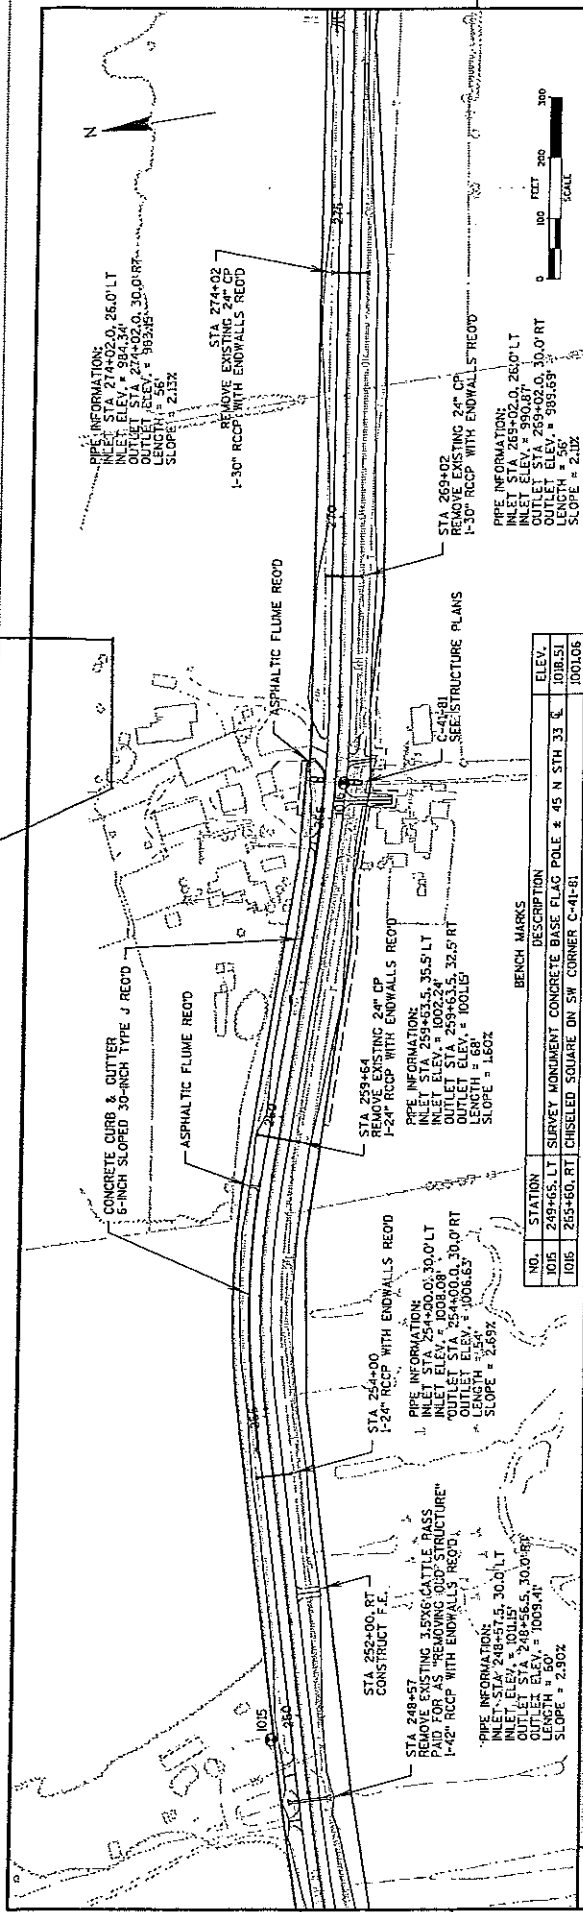 N
PIPE INFORMATION:
INLET STA 274+02.0, 26.0' LT
INLET ELEV. = 984.34'
OUTLET STA 274+02.0, 30.0' RT
OUTLET ELEV. = 983.15'
LENGTH = 56'
SLOPE = 2.13%
STA 274+02
REMOVE EXISTING 24" CP
1-30" RCCP WITH ENDWALLS REQ'D
275
270
ASPHALTIC FLUME REQ'D
CONCRETE CURB & GUTTER
6-INCH SLOPED 30-INCH TYPE J REQ'D
ASPHALTIC FLUME REQ'D
265
260
255
250
1015
1016
STA 248+57
REMOVE EXISTING 3.5'X6' CATTLE PASS
PAID FOR AS "REMOVING OLD STRUCTURE"
1-42" RCCP WITH ENDWALLS REQ'D
PIPE INFORMATION:
INLET STA 248+57.5, 30.0' LT
INLET ELEV. = 1011.15'
OUTLET STA 248+56.5, 30.0' RT
OUTLET ELEV. = 1009.41'
LENGTH = 60'
SLOPE = 2.90%
STA 252+00, RT
CONSTRUCT F.E.
STA 254+00
1-24" RCCP WITH ENDWALLS REQ'D
PIPE INFORMATION:
INLET STA 254+00.0, 30.0' LT
INLET ELEV. = 1008.08'
OUTLET STA 254+00.0, 30.0' RT
OUTLET ELEV. = 1006.63'
LENGTH = 54'
SLOPE = 2.69%
STA 259+64
REMOVE EXISTING 24" CP
1-24" RCCP WITH ENDWALLS REQ'D
PIPE INFORMATION:
INLET STA 259+63.5, 35.5' LT
INLET ELEV. = 1002.24'
OUTLET STA 259+63.5, 32.5' RT
OUTLET ELEV. = 1001.15'
LENGTH = 68'
SLOPE = 1.60%
C-41-81
SEE STRUCTURE PLANS
STA 269+02
REMOVE EXISTING 24" CP
1-30" RCCP WITH ENDWALLS REQ'D
PIPE INFORMATION:
INLET STA 269+02.0, 26.0' LT
INLET ELEV. = 990.87'
OUTLET STA 269+02.0, 30.0' RT
OUTLET ELEV. = 989.69'
LENGTH = 56'
SLOPE = 2.11%
0 100 200 300
FEET
SCALE
BENCH MARKS
NO. STATION DESCRIPTION ELEV.
1015 249+65, LT SURVEY MONUMENT CONCRETE BASE FLAG POLE ± 45 N STH 33 ℄ 1018.51
1016 265+60, RT CHISELED SQUARE ON SW CORNER C-41-81 1001.06